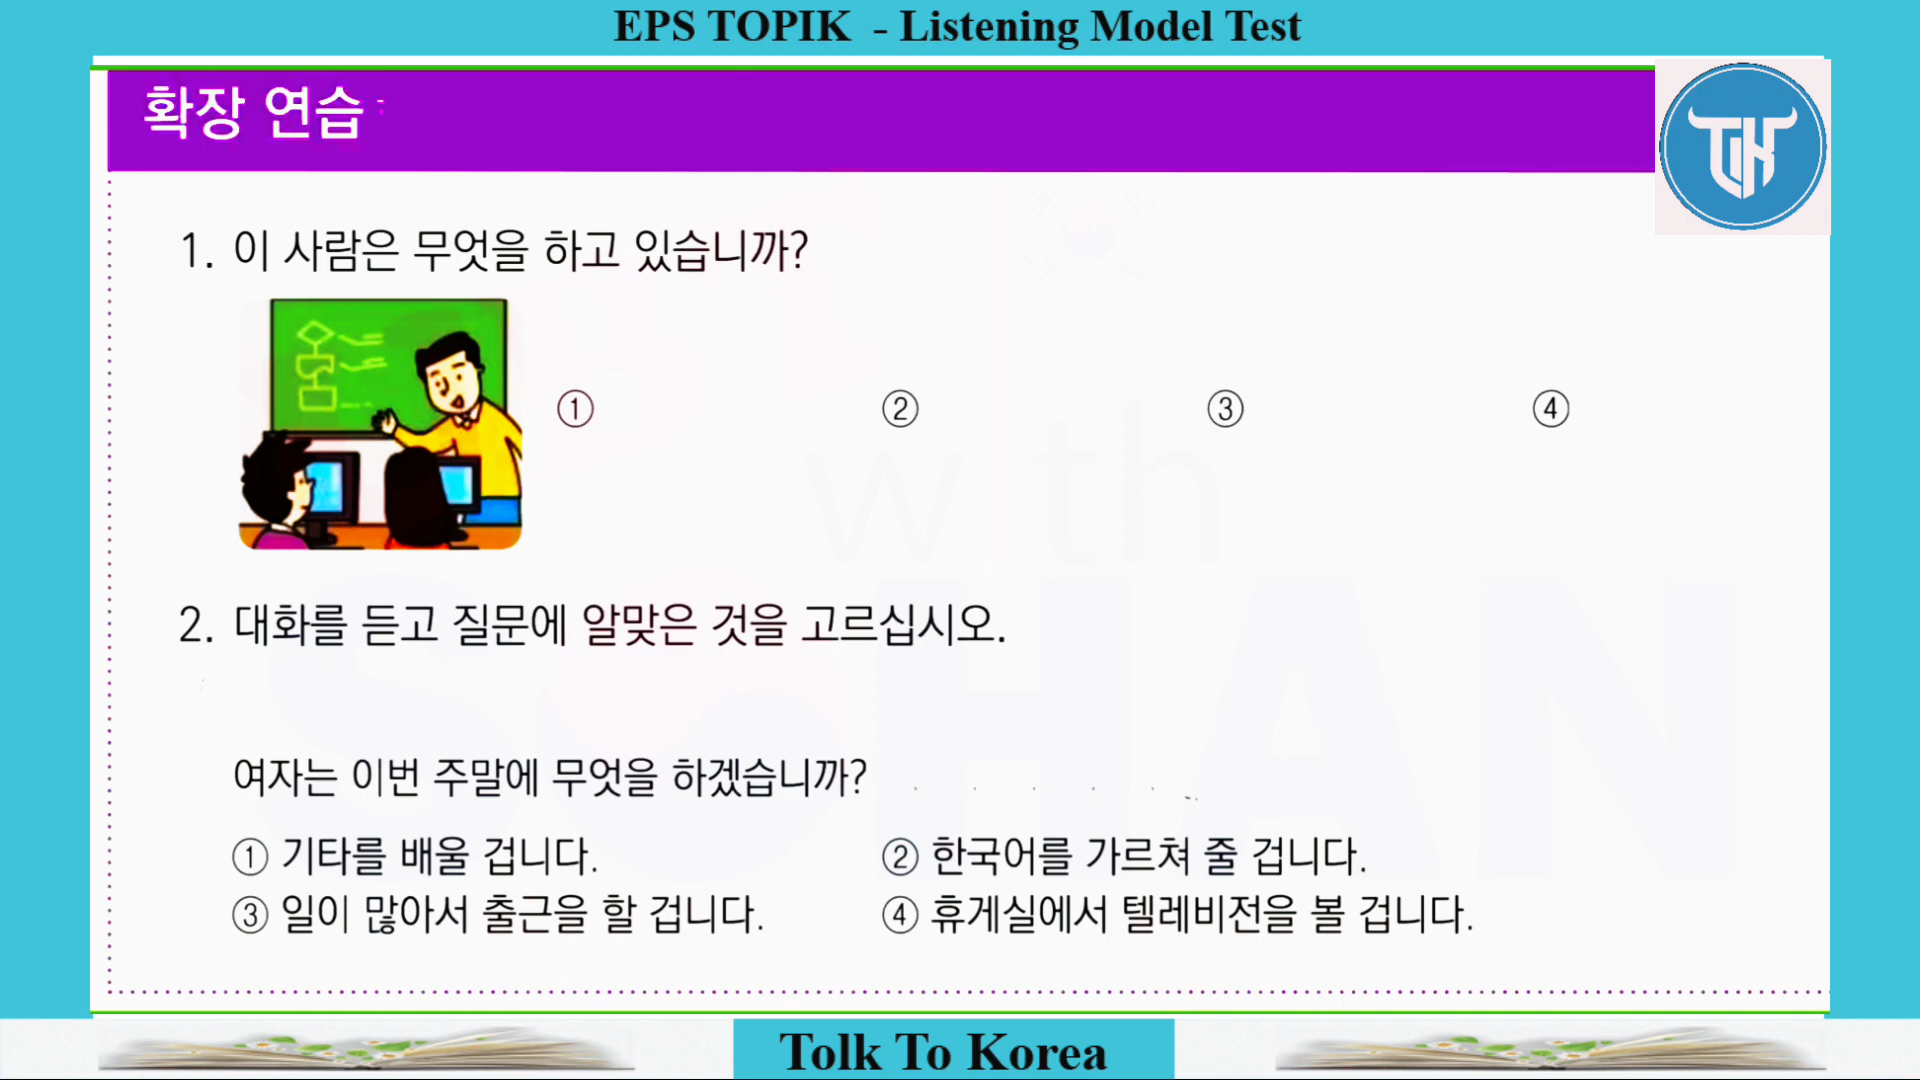 EPS TOPIK - Listening Model Test
확장 연습
TIK
1. 이 사람은 무엇을 하고 있습니까?
① ② ③ ④
2. 대화를 듣고 질문에 알맞은 것을 고르십시오.
여자는 이번 주말에 무엇을 하겠습니까?
① 기타를 배울 겁니다. ② 한국어를 가르쳐 줄 겁니다.
③ 일이 많아서 출근을 할 겁니다. ④ 휴게실에서 텔레비전을 볼 겁니다.
Tolk To Korea